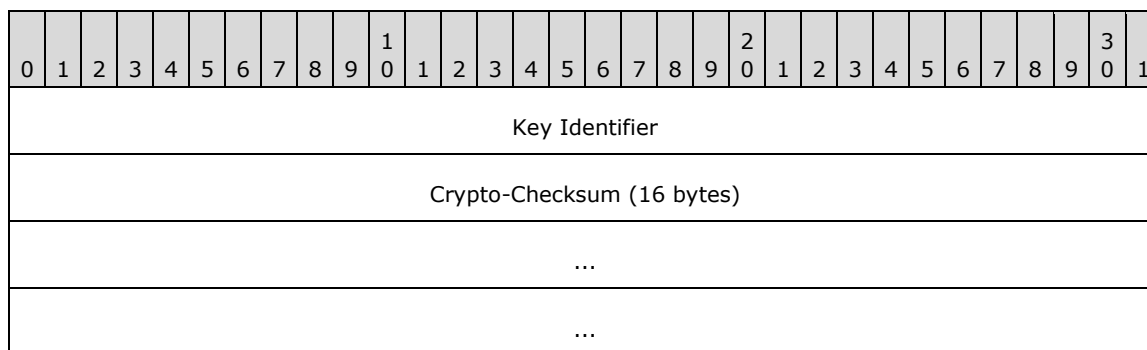 1 2 3
0 1 2 3 4 5 6 7 8 9 0 1 2 3 4 5 6 7 8 9 0 1 2 3 4 5 6 7 8 9 0 1
Key Identifier
Crypto-Checksum (16 bytes)
...
...